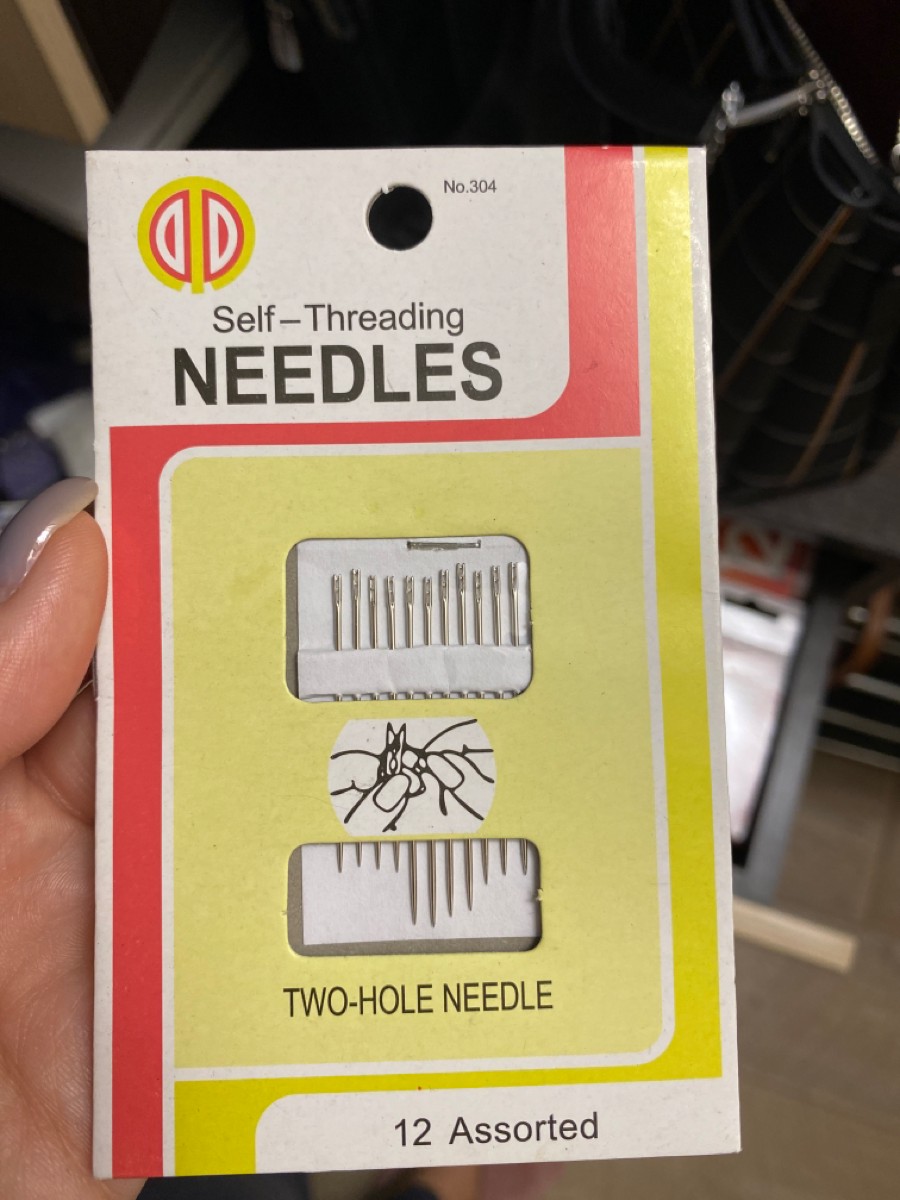 No.304
Self-Threading
NEEDLES
TWO-HOLE NEEDLE
12 Assorted